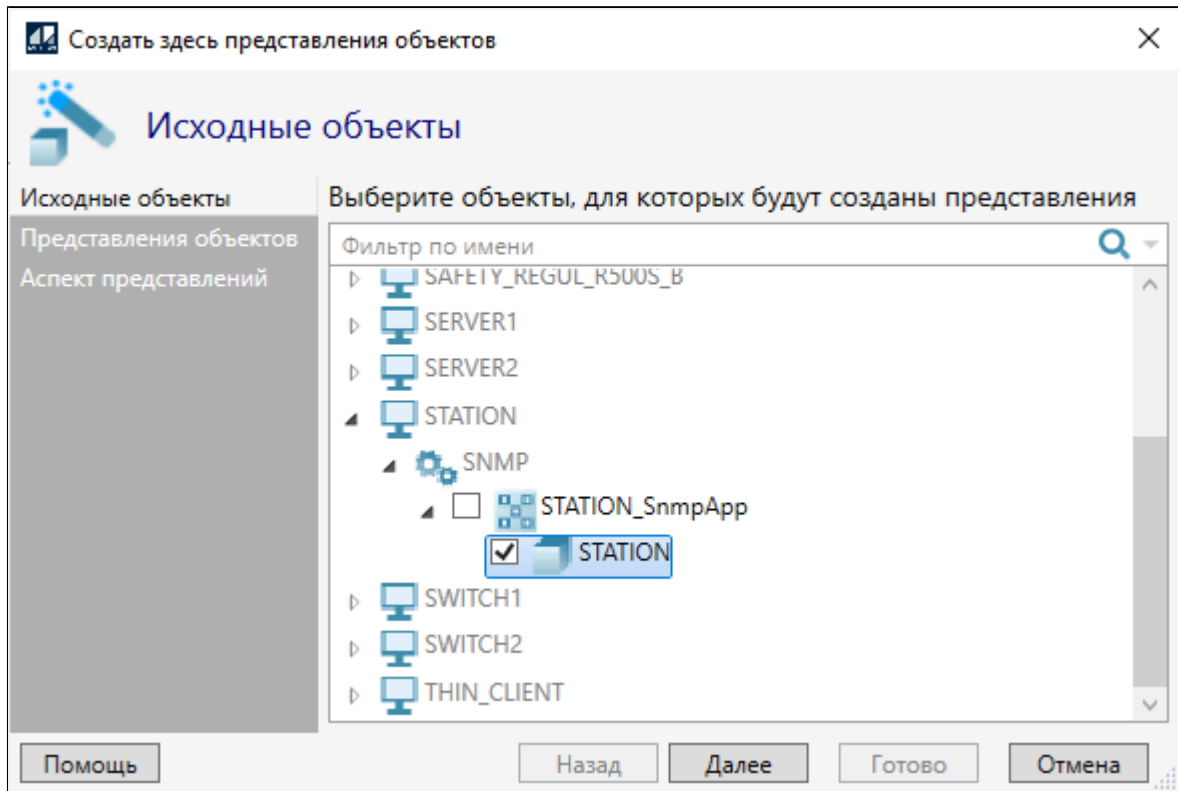 Создать здесь представления объектов
Исходные объекты
Исходные объекты
Представления объектов
Аспект представлений
Выберите объекты, для которых будут созданы представления
Фильтр по имени
SAFETY_REGUL_R500S_B
SERVER1
SERVER2
STATION
SNMP
STATION_SnmpApp
STATION
SWITCH1
SWITCH2
THIN_CLIENT
Помощь
Назад
Далее
Готово
Отмена